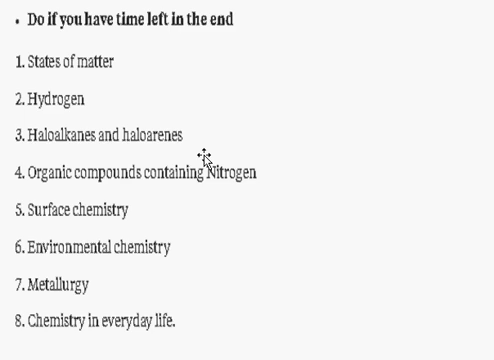 • Do if you have time left in the end
1. States of matter
2. Hydrogen
3. Haloalkanes and haloarenes
4. Organic compounds containing Nitrogen
5. Surface chemistry
6. Environmental chemistry
7. Metallurgy
8. Chemistry in everyday life.